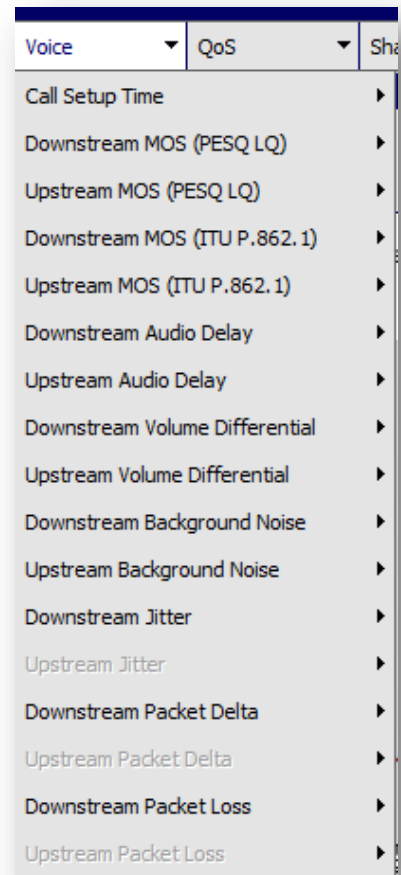 Voice QoS Sha
Call Setup Time
Downstream MOS (PESQ LQ)
Upstream MOS (PESQ LQ)
Downstream MOS (ITU P.862.1)
Upstream MOS (ITU P.862.1)
Downstream Audio Delay
Upstream Audio Delay
Downstream Volume Differential
Upstream Volume Differential
Downstream Background Noise
Upstream Background Noise
Downstream Jitter
Upstream Jitter
Downstream Packet Delta
Upstream Packet Delta
Downstream Packet Loss
Upstream Packet Loss